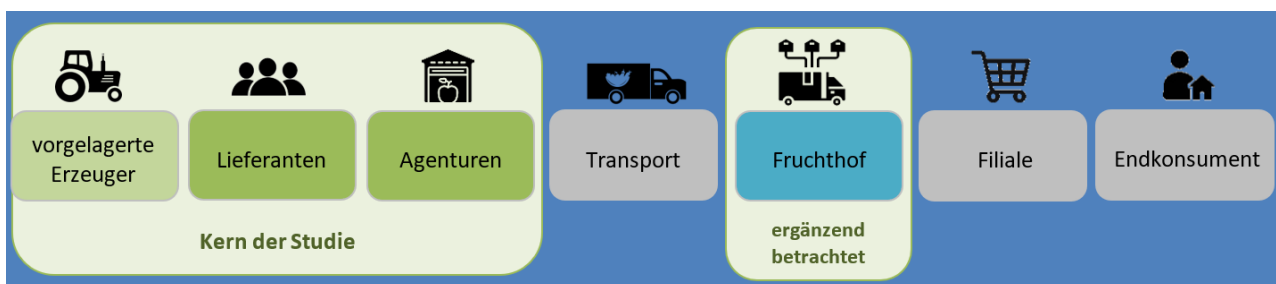 vorgelagerte
Erzeuger
Lieferanten
Agenturen
Transport
Fruchthof
Filiale
Endkonsument
Kern der Studie
ergänzend
betrachtet